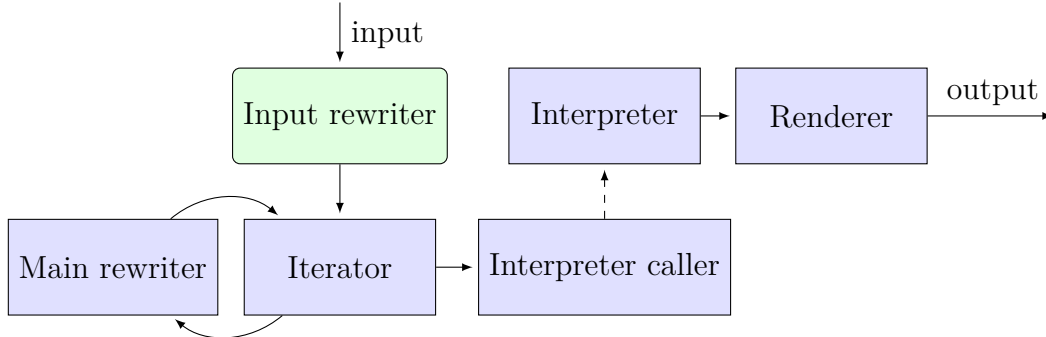 input
Input rewriter
Interpreter
Renderer
output
Main rewriter
Iterator
Interpreter caller